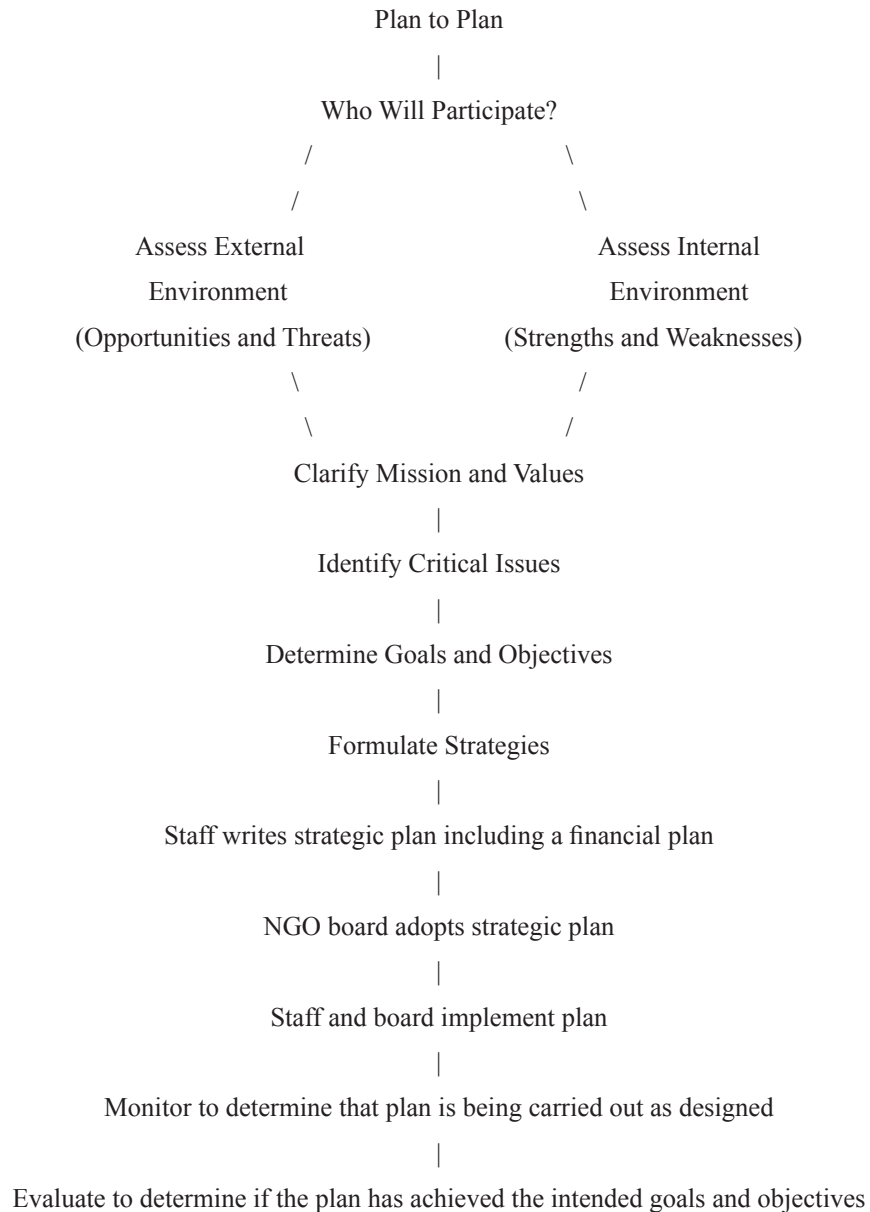 Plan to Plan
|
Who Will Participate?
/ \
/ \
Assess External Assess Internal
Environment Environment
(Opportunities and Threats) (Strengths and Weaknesses)
\ /
\ /
Clarify Mission and Values
|
Identify Critical Issues
|
Determine Goals and Objectives
|
Formulate Strategies
|
Staff writes strategic plan including a financial plan
|
NGO board adopts strategic plan
|
Staff and board implement plan
|
Monitor to determine that plan is being carried out as designed
|
Evaluate to determine if the plan has achieved the intended goals and objectives